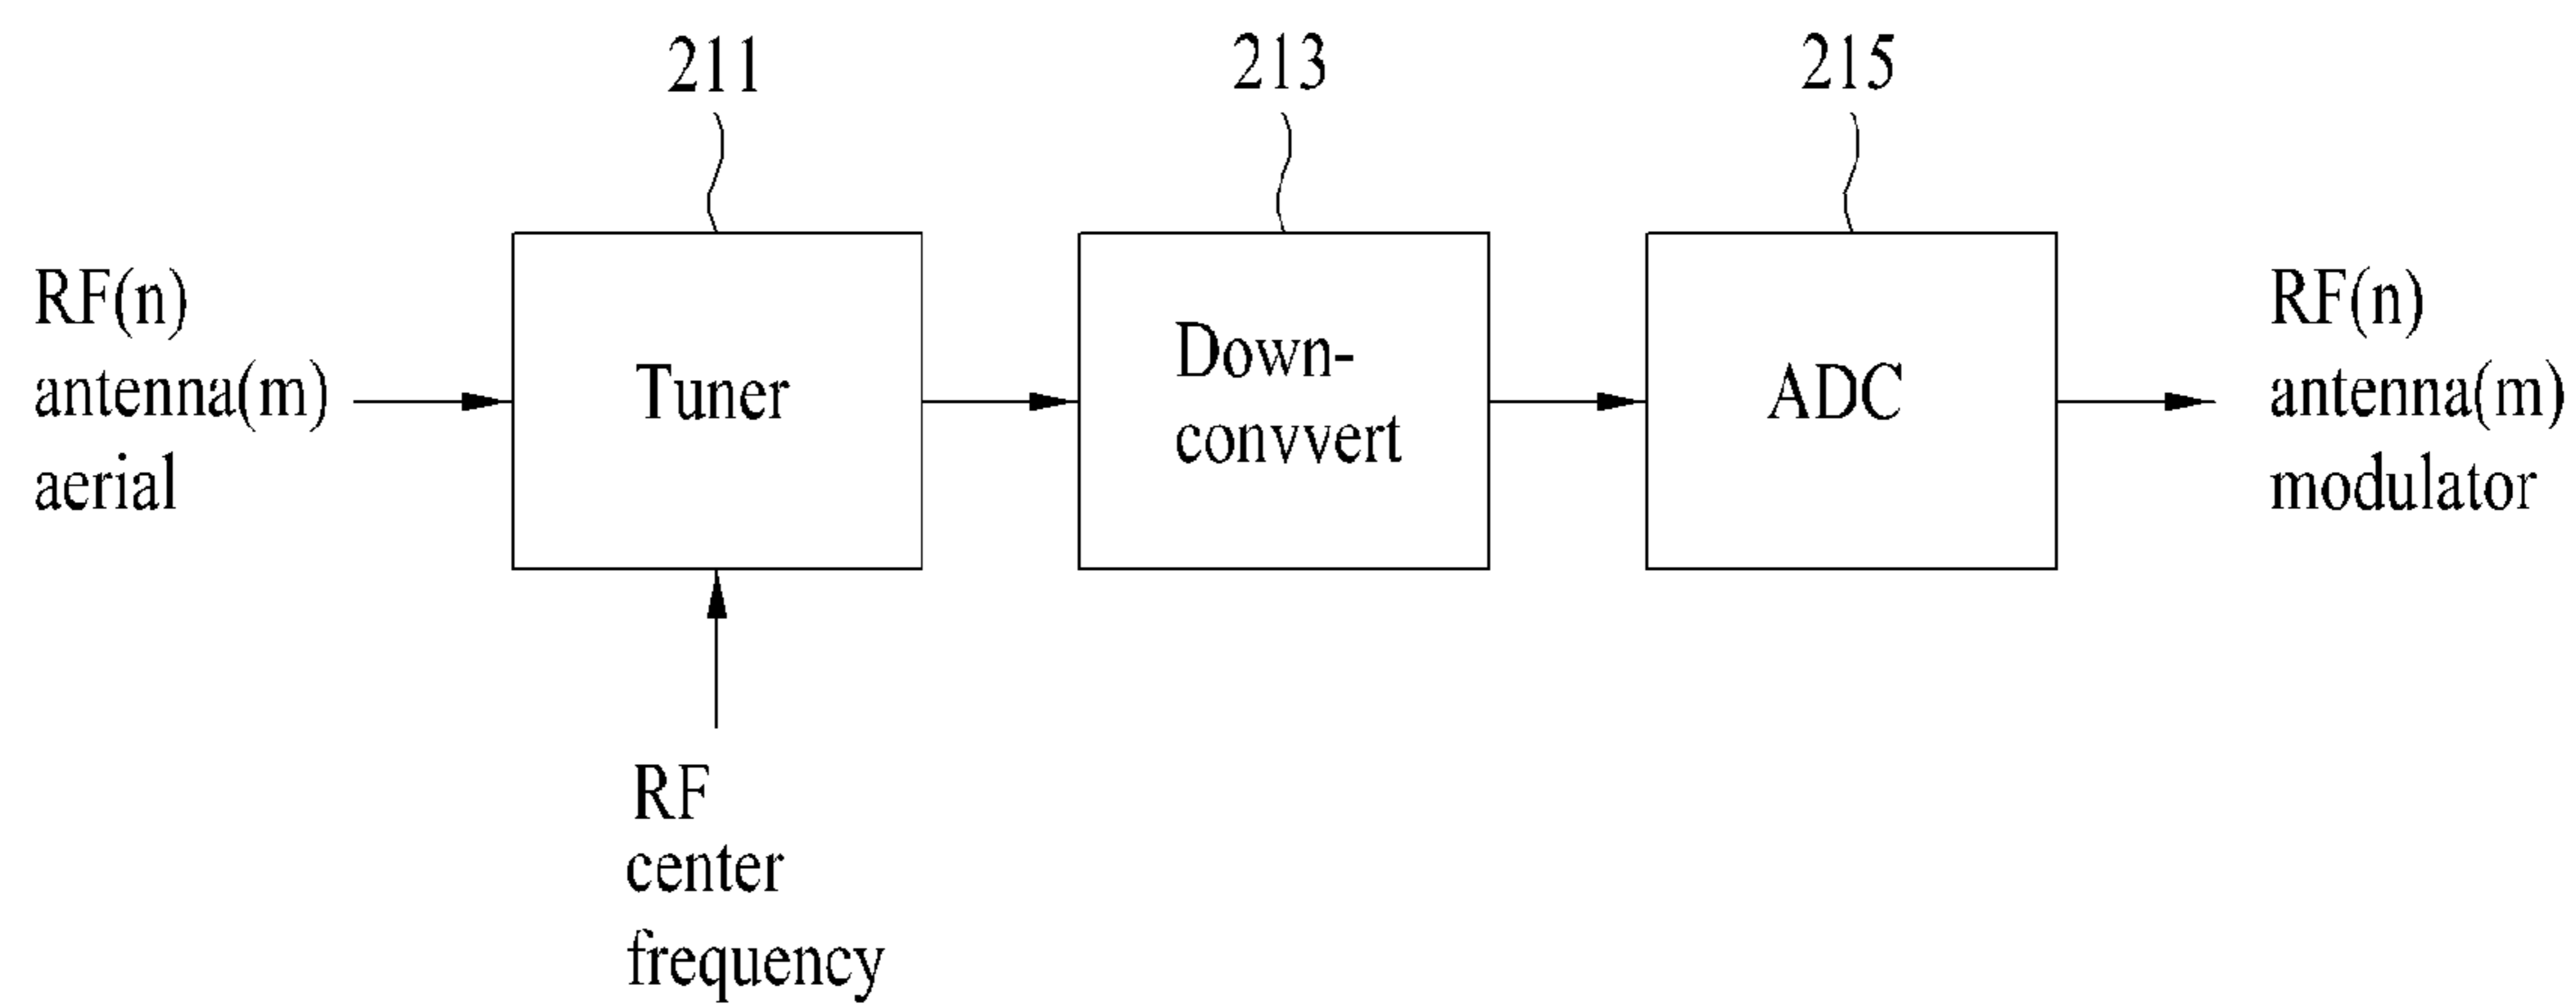 211
213
215
RF(n)
antenna(m)
aerial
Tuner
Down-
convvert
ADC
RF(n)
antenna(m)
modulator
RF
center
frequency